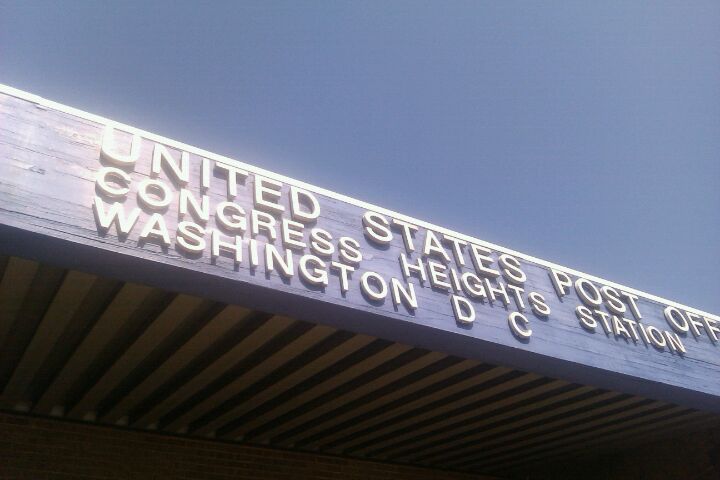 UNITED STATES POST OFF
CONGRESS HEIGHTS STATION
WASHINGTON D C